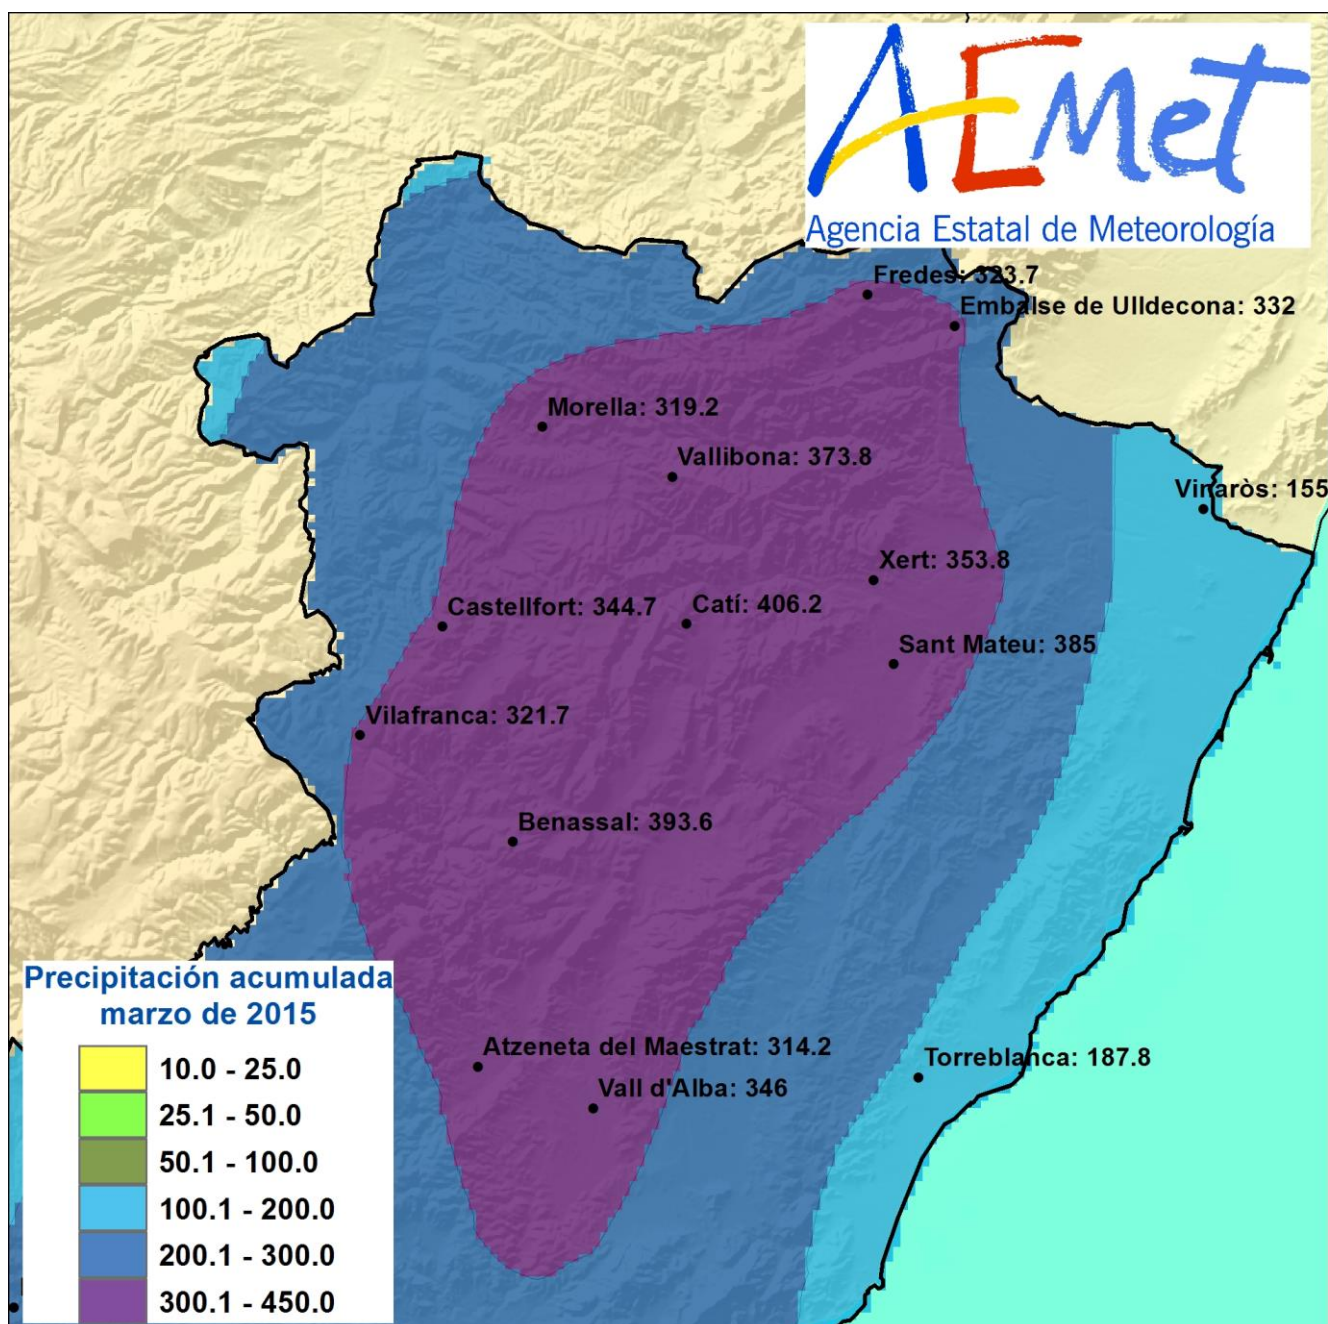 AEMet
Agencia Estatal de Meteorología
Fredes: 323.7
Embalse de Ulldecona: 332
Morella: 319.2
Vallibona: 373.8
Vinaròs: 155
Xert: 353.8
Castellfort: 344.7
Catí: 406.2
Sant Mateu: 385
Vilafranca: 321.7
Benassal: 393.6
Precipitación acumulada
marzo de 2015
Atzeneta del Maestrat: 314.2
Torreblanca: 187.8
Vall d'Alba: 346
10.0 - 25.0
25.1 - 50.0
50.1 - 100.0
100.1 - 200.0
200.1 - 300.0
300.1 - 450.0